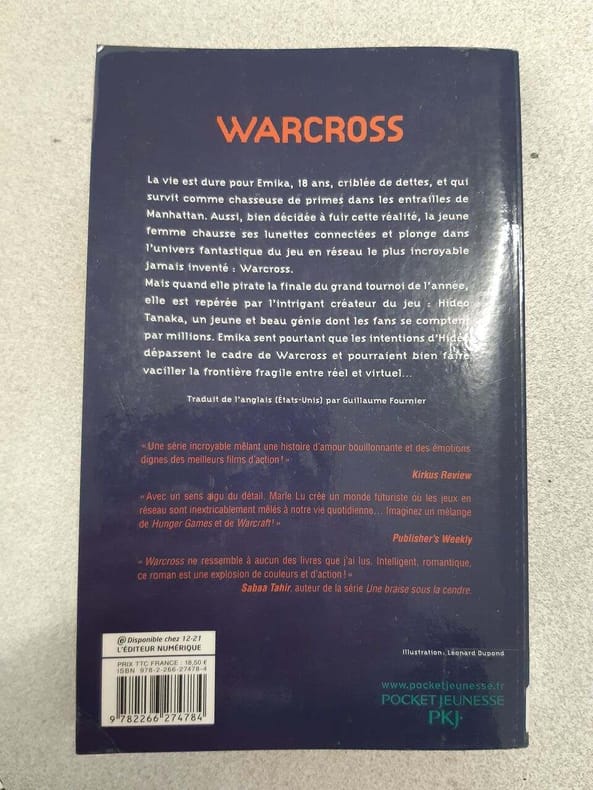 WARCROSS
La vie est dure pour Emika, 18 ans, criblée de dettes, et qui
survit comme chasseuse de primes dans les entrailles de
Manhattan. Aussi, bien décidée à fuir cette réalité, la jeune
femme chausse ses lunettes connectées et plonge dans
l'univers fantastique du jeu en réseau le plus incroyable
jamais inventé : Warcross.
Mais quand elle pirate la finale du grand tournoi de l'année,
elle est repérée par l'intrigant créateur du jeu : Hideo
Tanaka, un jeune et beau génie dont les fans se comptent
par millions. Emika sent pourtant que les intentions d'Hideo
dépassent le cadre de Warcross et pourraient bien faire
vaciller la frontière fragile entre réel et virtuel...
Traduit de l'anglais (États-Unis) par Guillaume Fournier
« Une série incroyable mêlant une histoire d'amour bouillonnante et des émotions
dignes des meilleurs films d'action ! »
Kirkus Review
« Avec un sens aigu du détail, Marie Lu crée un monde futuriste où les jeux en
réseau sont inextricablement mêlés à notre vie quotidienne... Imaginez un mélange
de Hunger Games et de Warcraft ! »
Publisher's Weekly
« Warcross ne ressemble à aucun des livres que j'ai lus. Intelligent, romantique,
ce roman est une explosion de couleurs et d'action ! »
Sabaa Tahir, auteur de la série Une braise sous la cendre.
@ Disponible chez 12-21
L'ÉDITEUR NUMÉRIQUE
PRIX TTC FRANCE : 18,50 €
ISBN 978-2-266-27478-4
9 782266 274784
Illustration : Léonard Dupond
www.pocketjeunesse.fr
POCKET JEUNESSE
PKJ·